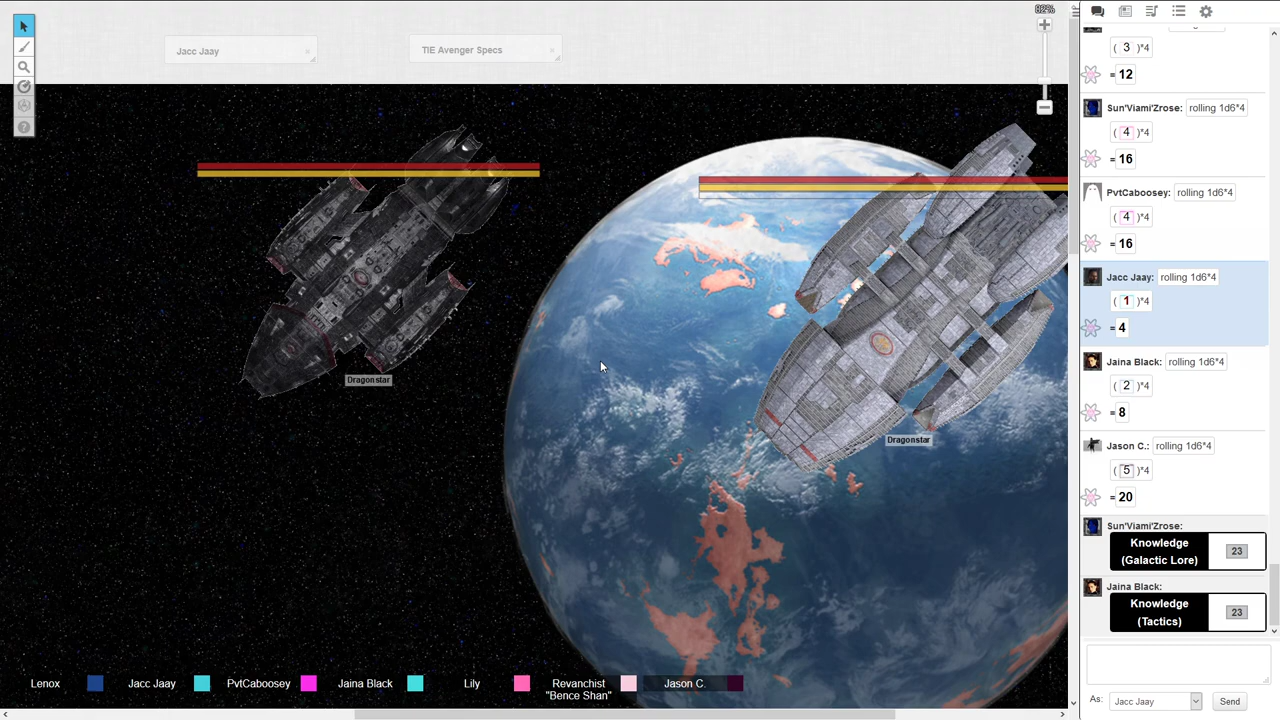 82%
Jacc Jaay ×
TIE Avenger Specs ×
( 3 )*4
= 12
Sun'Viami'Zrose: rolling 1d6*4
( 4 )*4
= 16
PvtCaboosey: rolling 1d6*4
( 4 )*4
= 16
Jacc Jaay: rolling 1d6*4
( 1 )*4
= 4
Jaina Black: rolling 1d6*4
( 2 )*4
= 8
Jason C.: rolling 1d6*4
( 5 )*4
= 20
Sun'Viami'Zrose:
Knowledge
(Galactic Lore) 23
Jaina Black:
Knowledge
(Tactics) 23
Dragonstar
Dragonstar
Lenox Jacc Jaay PvtCaboosey Jaina Black Lily Revanchist Jason C.
"Bence Shan"
As: Jacc Jaay Send